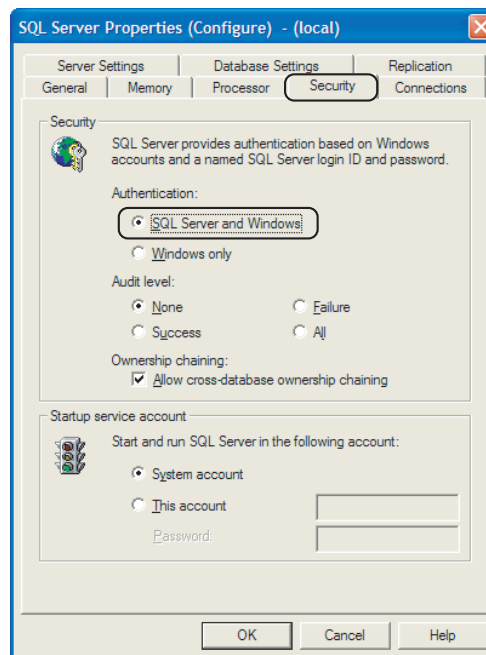 SQL Server Properties (Configure) - (local)
Server Settings Database Settings Replication
General Memory Processor Security Connections
Security
SQL Server provides authentication based on Windows
accounts and a named SQL Server login ID and password.
Authentication:
SQL Server and Windows
Windows only
Audit level:
None Failure
Success All
Ownership chaining:
Allow cross-database ownership chaining
Startup service account
Start and run SQL Server in the following account:
System account
This account
Password:
OK Cancel Help